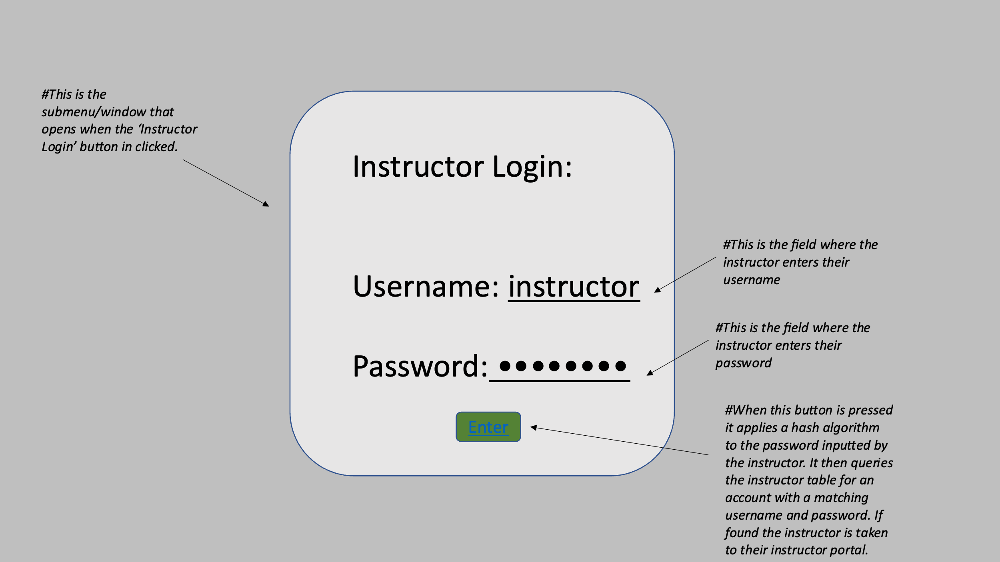 #This is the
submenu/window that
opens when the ‘Instructor
Login’ button in clicked.
Instructor Login:
#This is the field where the
instructor enters their
username
Username: instructor
#This is the field where the
instructor enters their
password
Password: ●●●●●●●●
Enter
#When this button is pressed
it applies a hash algorithm
to the password inputted by
the instructor. It then queries
the instructor table for an
account with a matching
username and password. If
found the instructor is taken
to their instructor portal.